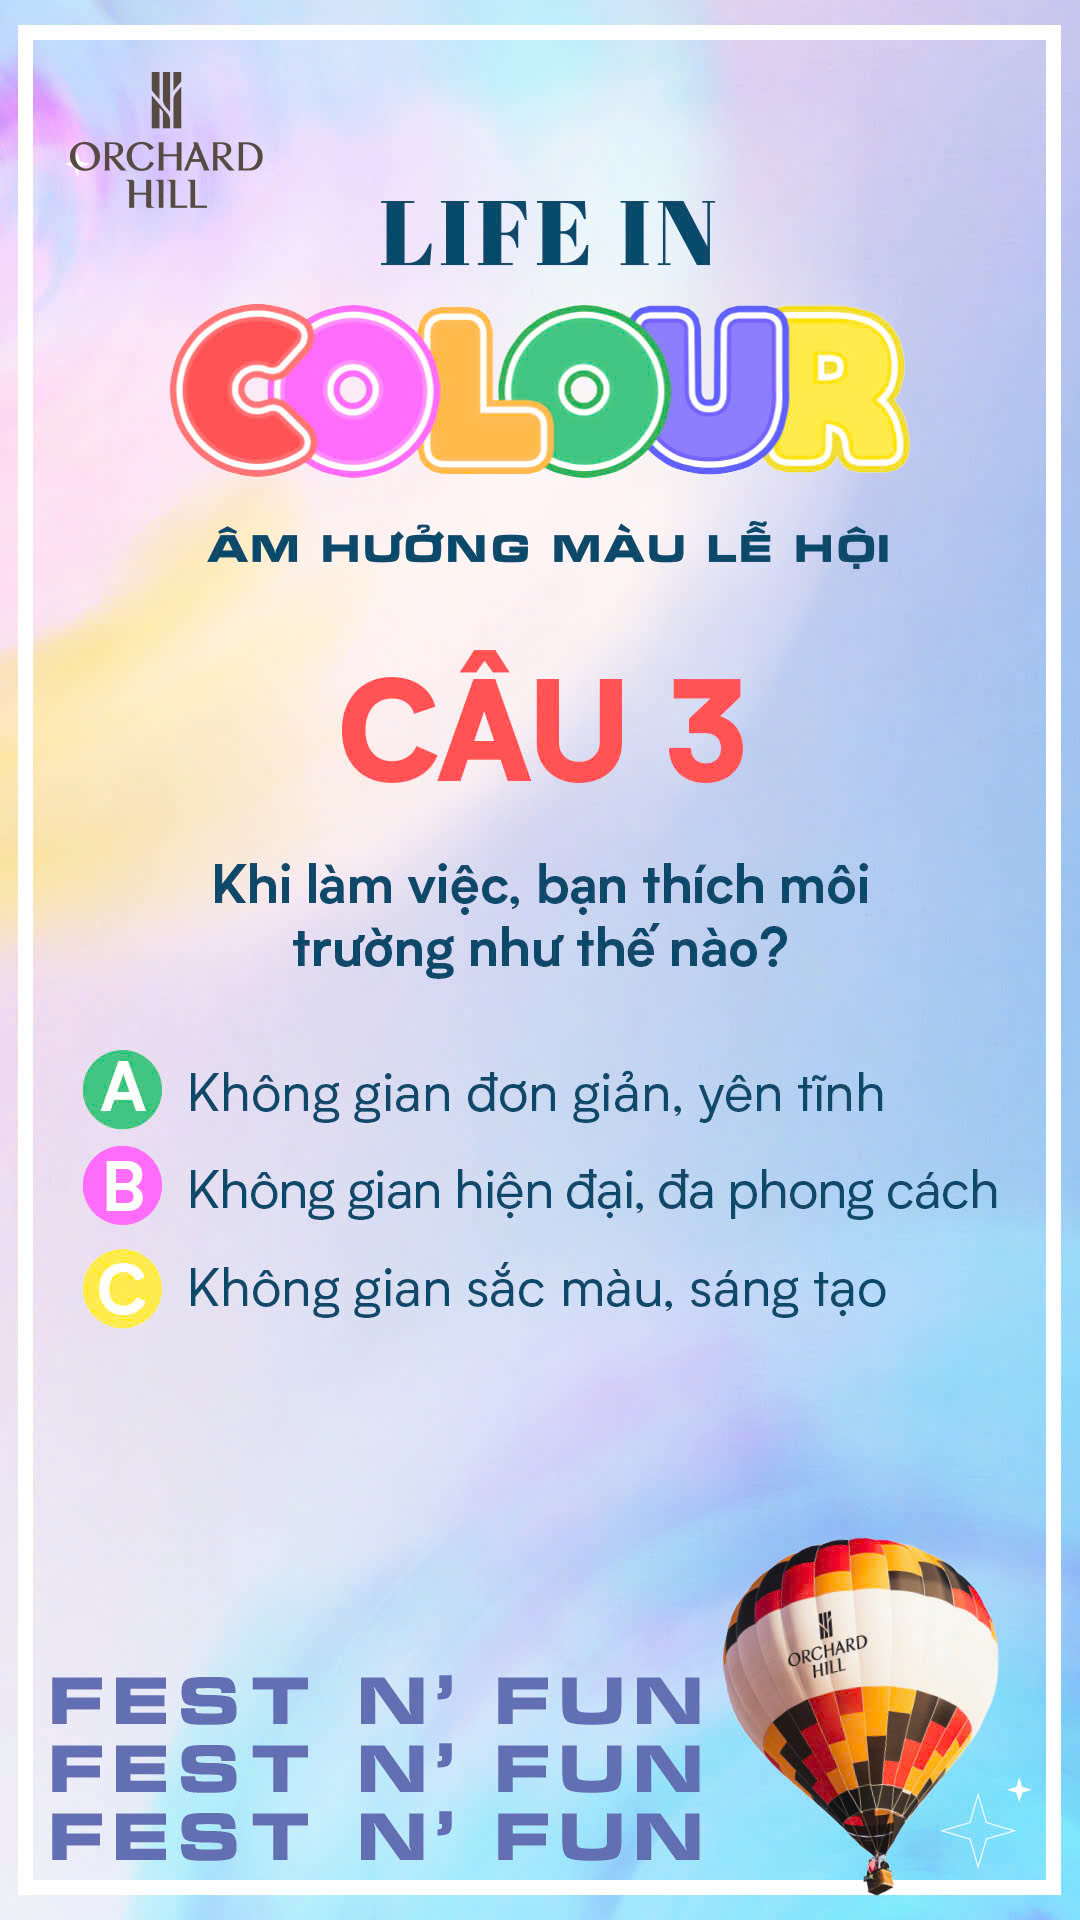 ORCHARD
HILL
LIFE IN
COLOUR
ÂM HƯỞNG MÀU LỄ HỘI
CÂU 3
Khi làm việc, bạn thích môi
trường như thế nào?
A Không gian đơn giản, yên tĩnh
B Không gian hiện đại, đa phong cách
C Không gian sắc màu, sáng tạo
ORCHARD
HILL
FEST N’ FUN
FEST N’ FUN
FEST N’ FUN